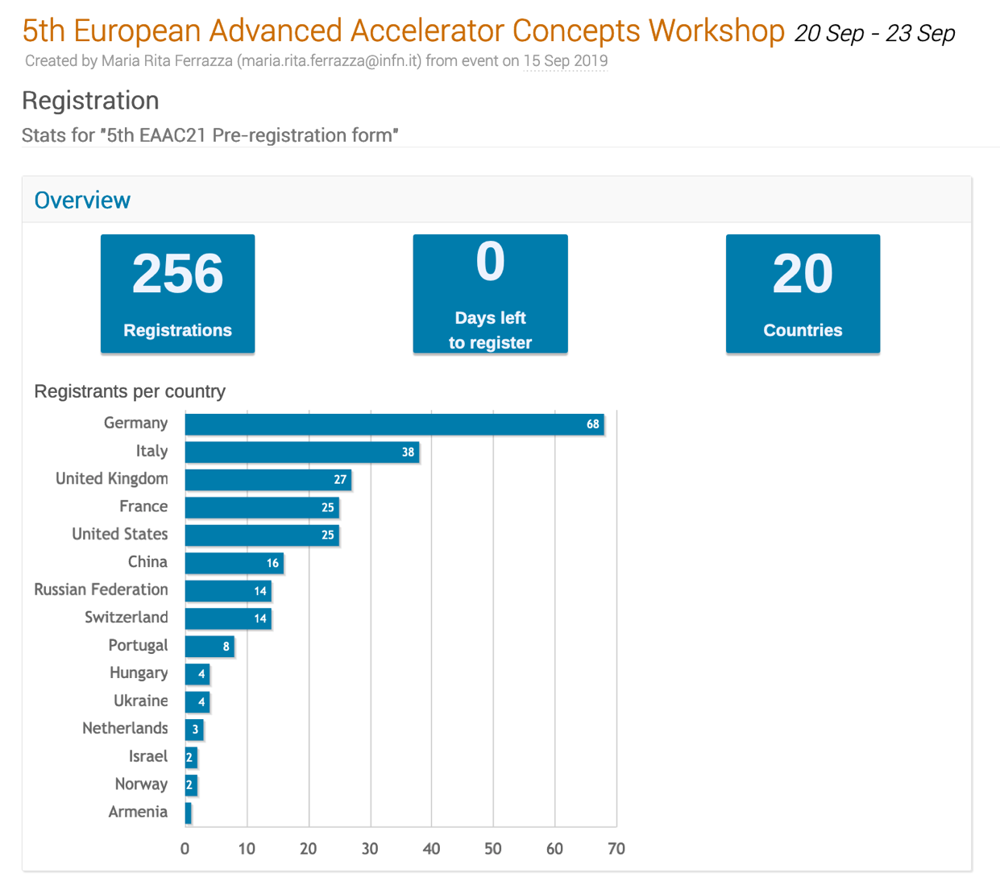 5th European Advanced Accelerator Concepts Workshop 20 Sep - 23 Sep
Created by Maria Rita Ferrazza (maria.rita.ferrazza@infn.it) from event on 15 Sep 2019
Registration
Stats for "5th EAAC21 Pre-registration form"
Overview
256
Registrations
0
Days left
to register
20
Countries
Registrants per country
Germany 68
Italy 38
United Kingdom 27
France 25
United States 25
China 16
Russian Federation 14
Switzerland 14
Portugal 8
Hungary 4
Ukraine 4
Netherlands 3
Israel 2
Norway 2
Armenia
0 10 20 30 40 50 60 70